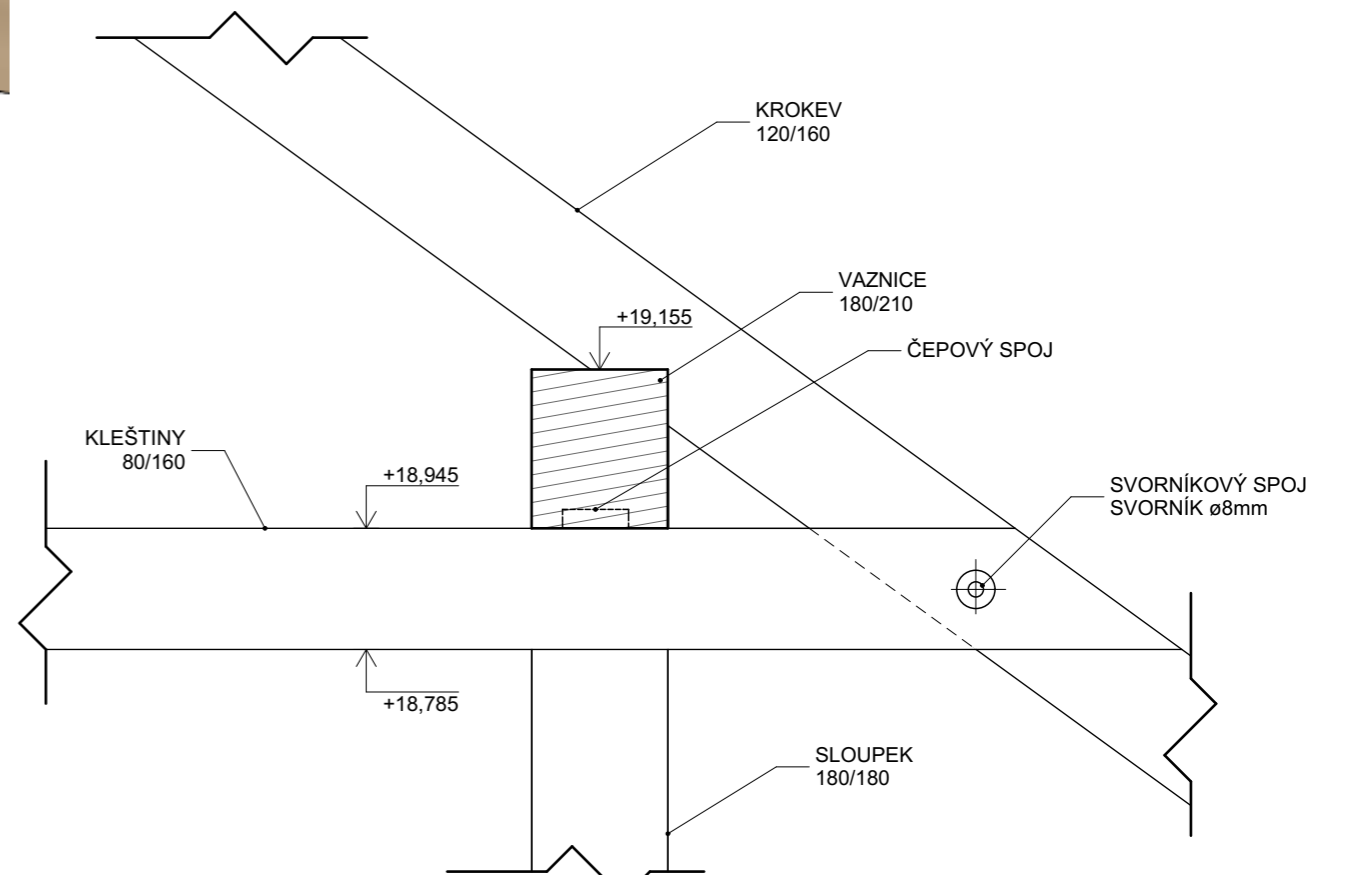 KROKEV
120/160
VAZNICE
180/210
+19,155
ČEPOVÝ SPOJ
KLEŠTINY
80/160
+18,945
SVORNÍKOVÝ SPOJ
SVORNÍK ø8mm
+18,785
SLOUPEK
180/180